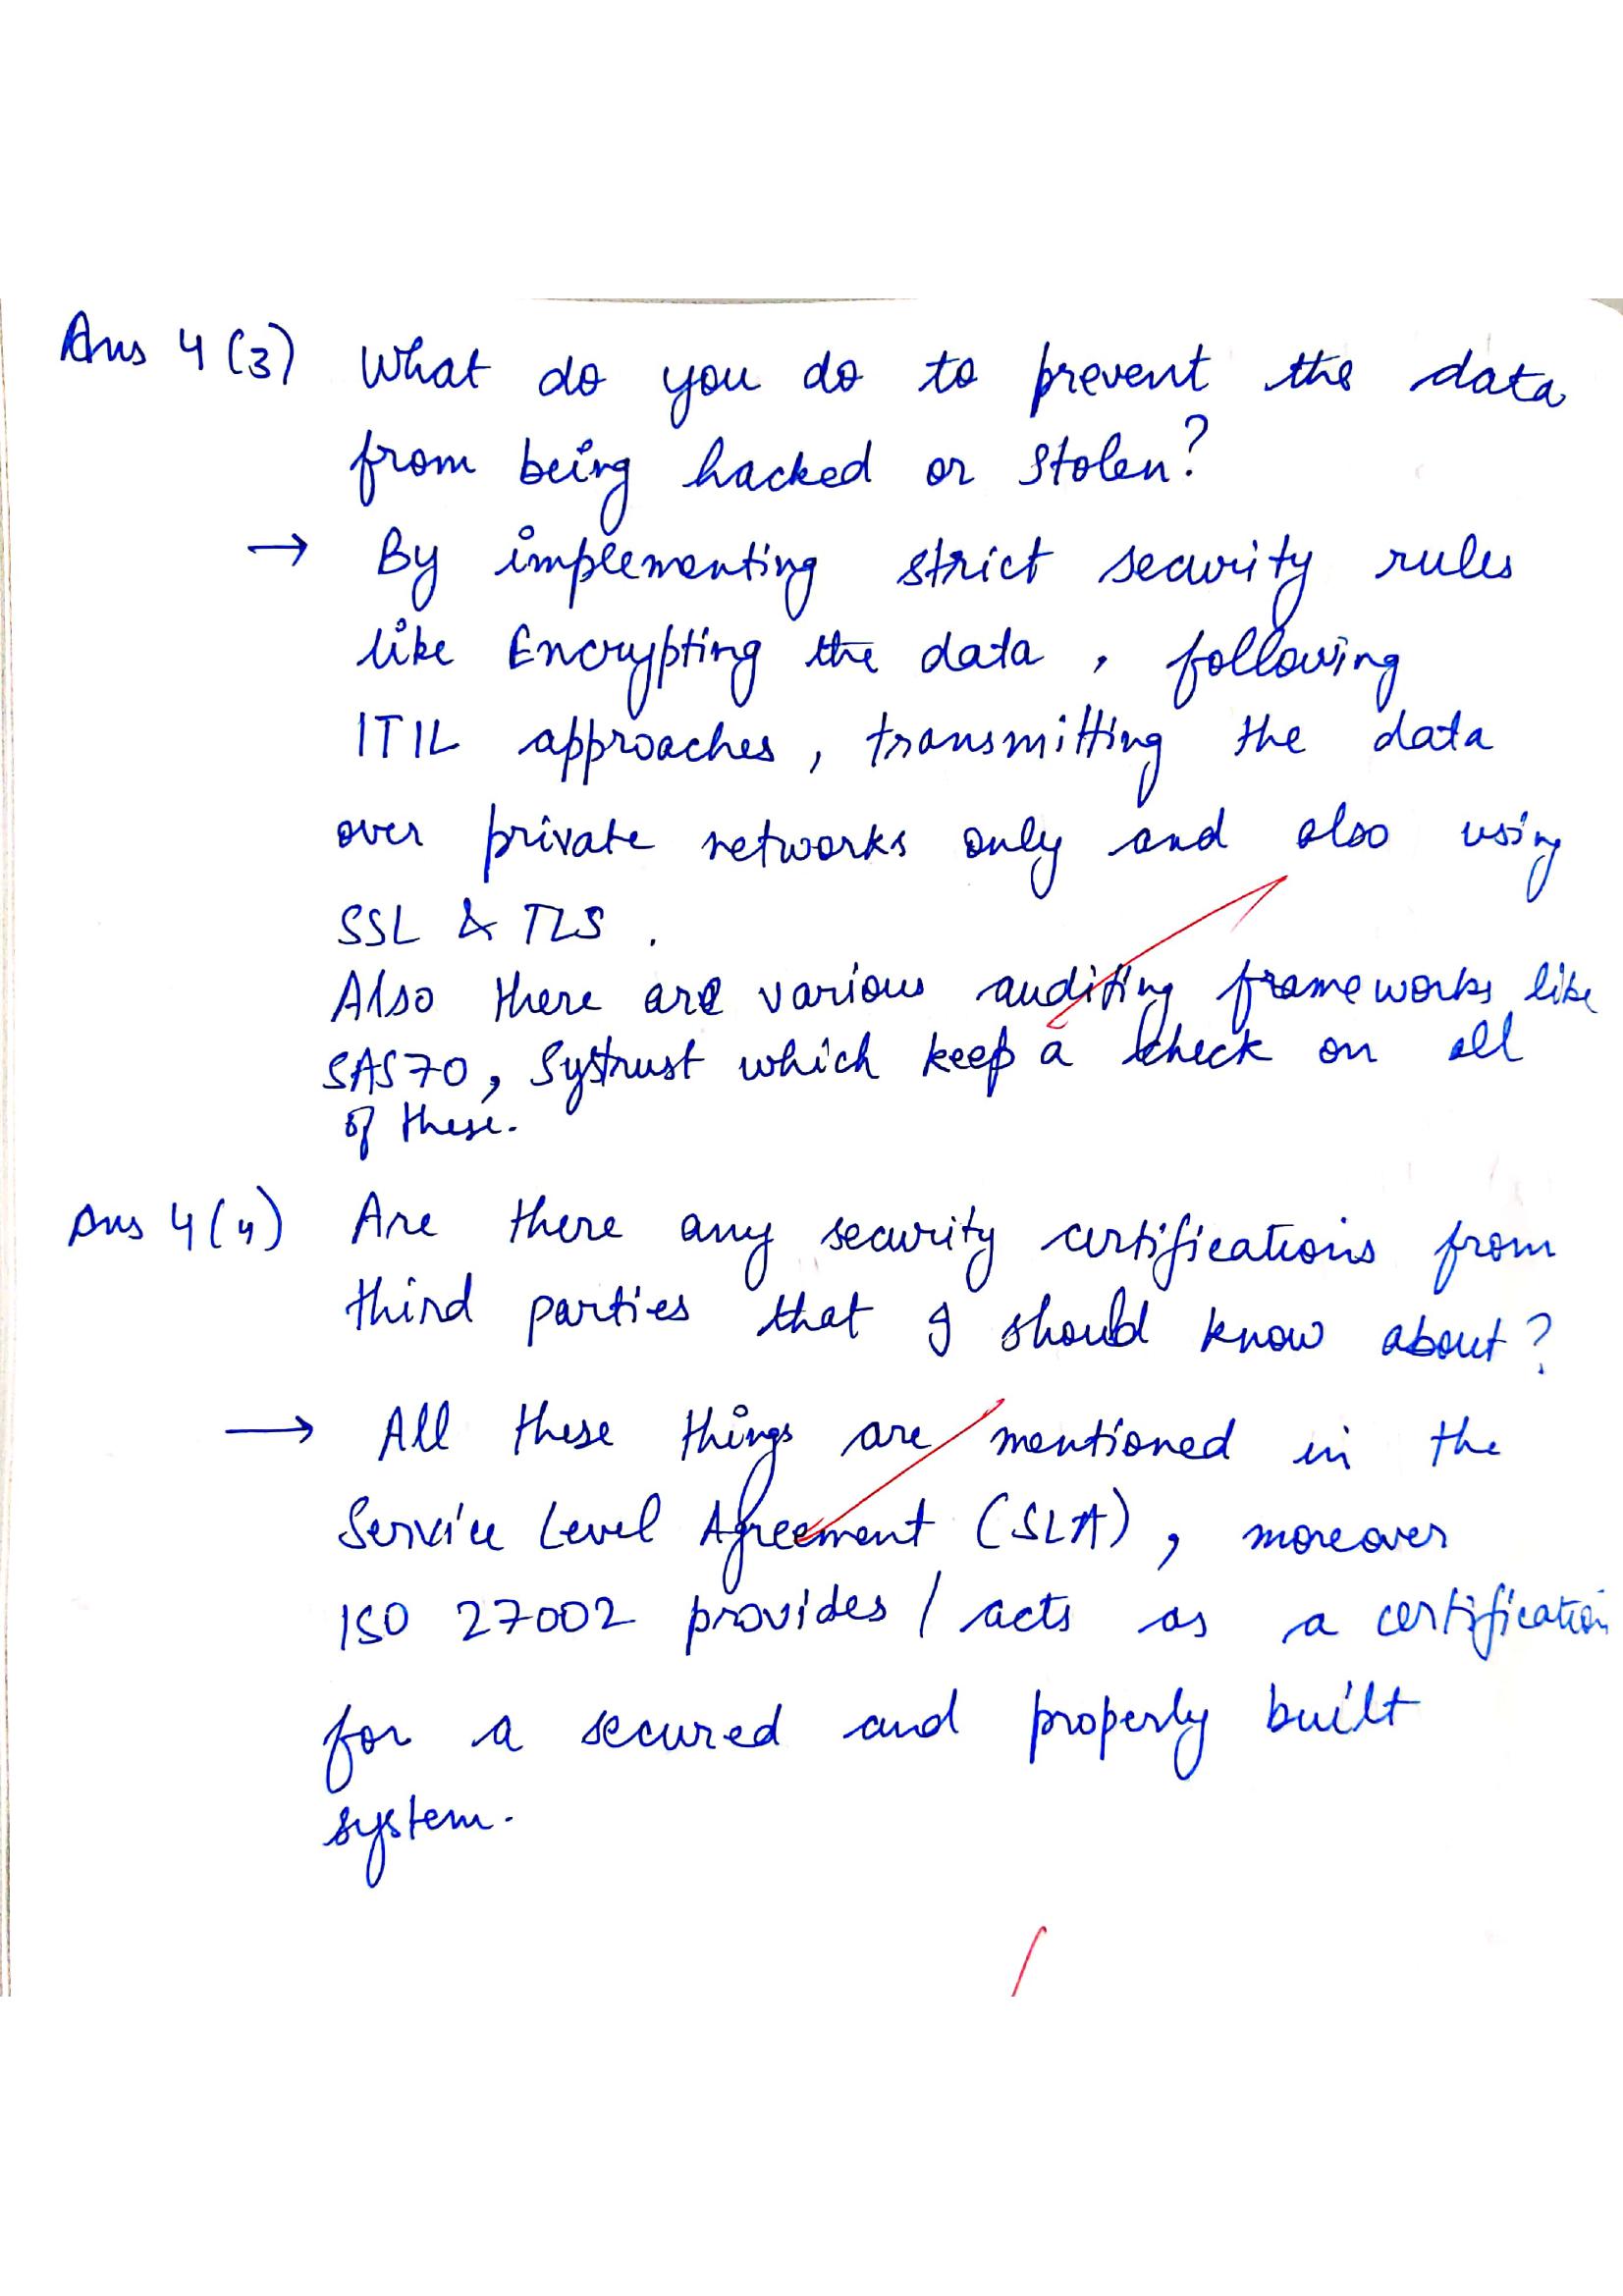 Ans 4 (3) What do you do to prevent the data
from being hacked or stolen?
→ By implementing strict security rules
like Encrypting the data, following
ITIL approaches, transmitting the data
over private networks only and also using
SSL & TLS.
Also there are various auditing frameworks like
SAS70, Systrust which keep a check on all
of these.
Ans 4(4) Are there any security certifications from
third parties that I should know about?
→ All these things are mentioned in the
Service Level Agreement (SLA), moreover
ISO 27002 provides / acts as a certification
for a secured and properly built
system.